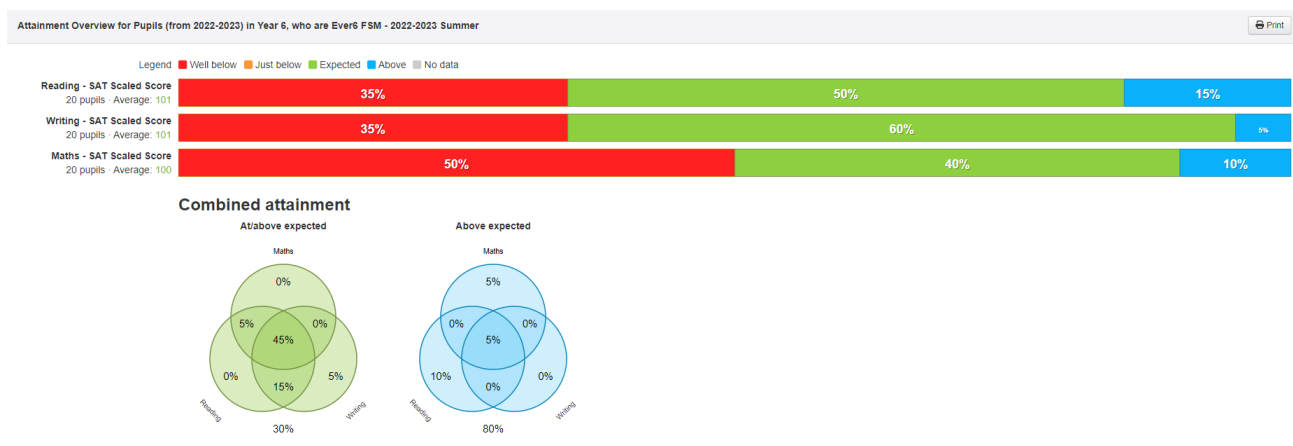 Attainment Overview for Pupils (from 2022-2023) in Year 6, who are Ever6 FSM - 2022-2023 Summer
Print
Legend Well below Just below Expected Above No data
Reading - SAT Scaled Score
20 pupils · Average: 101
35% 50% 15%
Writing - SAT Scaled Score
20 pupils · Average: 101
35% 60% 5%
Maths - SAT Scaled Score
20 pupils · Average: 100
50% 40% 10%
Combined attainment
At/above expected
Maths
0%
5% 0%
45%
0% 5%
15%
Reading Writing
30%
Above expected
Maths
5%
0% 0%
5%
10% 0%
0%
Reading Writing
80%